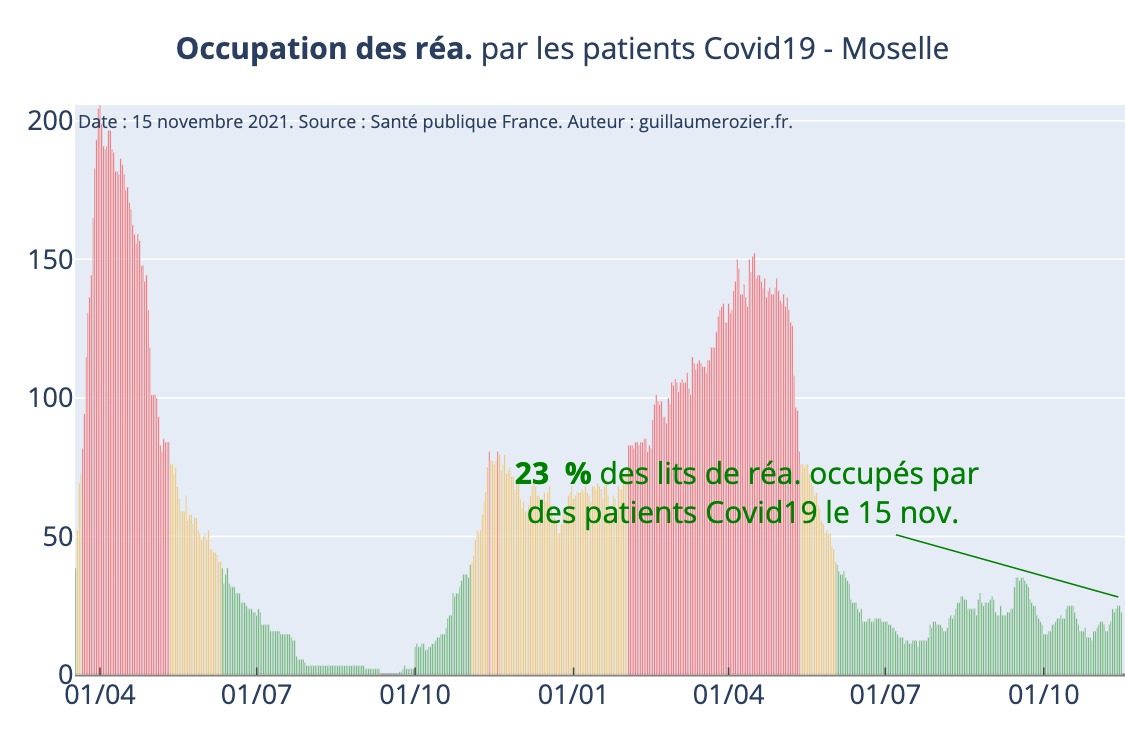 Occupation des réa. par les patients Covid19 - Moselle
200
Date : 15 novembre 2021. Source : Santé publique France. Auteur : guillaumerozier.fr.
150
100
23 % des lits de réa. occupés par
des patients Covid19 le 15 nov.
50
0
01/04 01/07 01/10 01/01 01/04 01/07 01/10